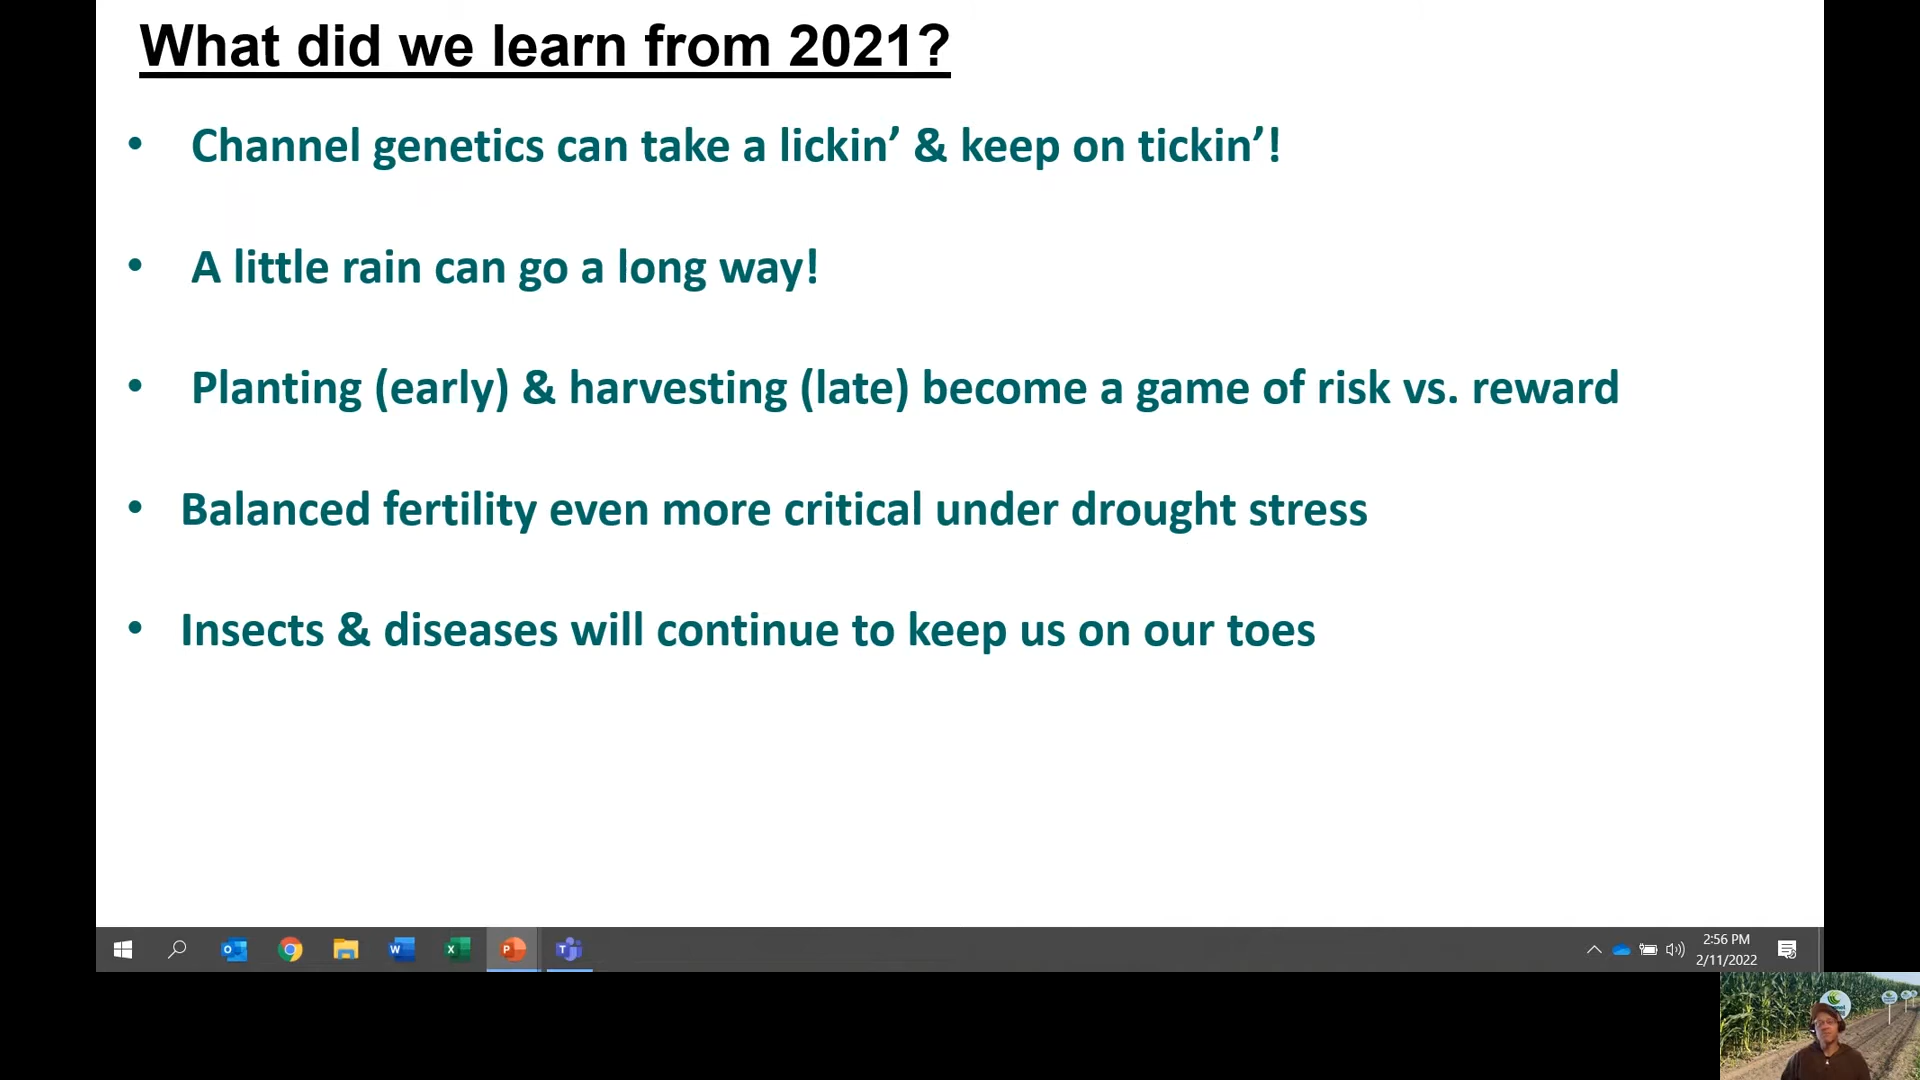 What did we learn from 2021?
• Channel genetics can take a lickin’ & keep on tickin’!
• A little rain can go a long way!
• Planting (early) & harvesting (late) become a game of risk vs. reward
• Balanced fertility even more critical under drought stress
• Insects & diseases will continue to keep us on our toes
2:56 PM
2/11/2022